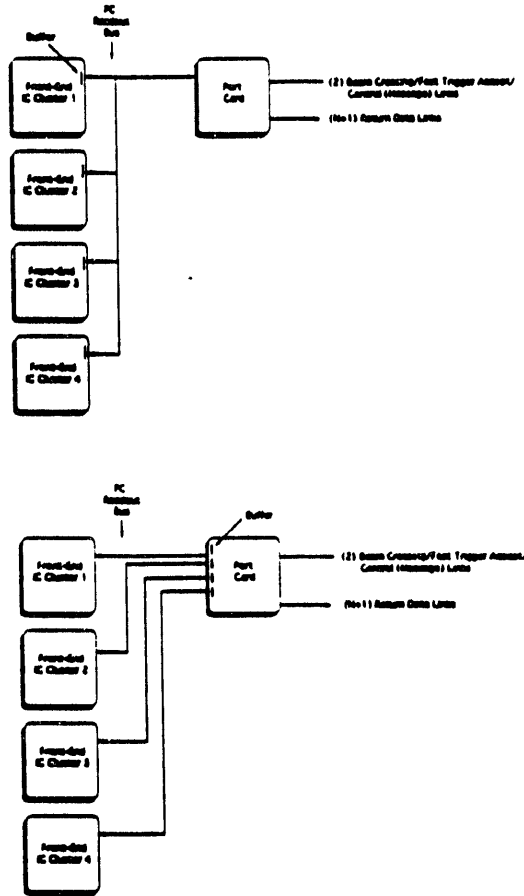 PC
Readout
Bus
Buffer
Front-End
IC Cluster 1
Port
Card
(2) Beam Crossing/Fast Trigger Accept/
Control (Message) Links
(N+1) Return Data Links
Front-End
IC Cluster 2
Front-End
IC Cluster 3
Front-End
IC Cluster 4
PC
Readout
Bus
Buffer
Front-End
IC Cluster 1
Port
Card
(2) Beam Crossing/Fast Trigger Accept/
Control (Message) Links
(N+1) Return Data Links
Front-End
IC Cluster 2
Front-End
IC Cluster 3
Front-End
IC Cluster 4